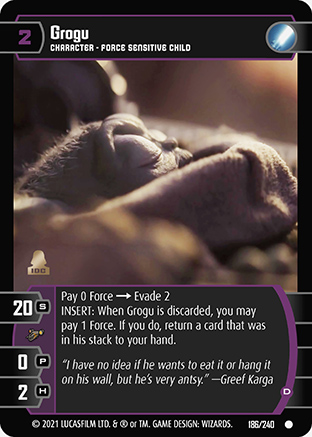 2
Grogu
CHARACTER - FORCE SENSITIVE CHILD
IDC
20 S
0 P
2 H
Pay 0 Force → Evade 2
INSERT: When Grogu is discarded, you may
pay 1 Force. If you do, return a card that was
in his stack to your hand.
"I have no idea if he wants to eat it or hang it
on his wall, but he's very antsy." —Greef Karga
D
© 2021 LUCASFILM LTD. & ® or TM. GAME DESIGN: WIZARDS.
186/240